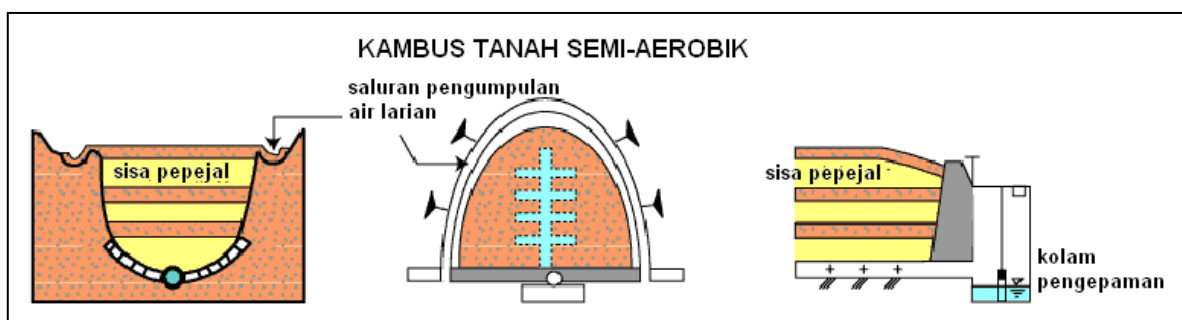 KAMBUS TANAH SEMI-AEROBIK
saluran pengumpulan
air larian
sisa pepejal
sisa pepejal
kolam
pengepaman